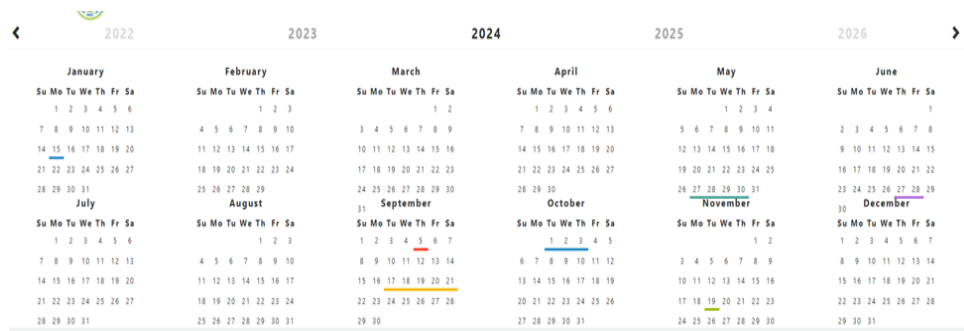 2022 2023 2024 2025 2026
January February March April May June
Su Mo Tu We Th Fr Sa Su Mo Tu We Th Fr Sa Su Mo Tu We Th Fr Sa Su Mo Tu We Th Fr Sa Su Mo Tu We Th Fr Sa Su Mo Tu We Th Fr Sa
1 2 3 4 5 6 1 2 3 1 2 1 2 3 4 5 6 1 2 3 4 1
7 8 9 10 11 12 13 4 5 6 7 8 9 10 3 4 5 6 7 8 9 7 8 9 10 11 12 13 5 6 7 8 9 10 11 2 3 4 5 6 7 8
14 15 16 17 18 19 20 11 12 13 14 15 16 17 10 11 12 13 14 15 16 14 15 16 17 18 19 20 12 13 14 15 16 17 18 9 10 11 12 13 14 15
21 22 23 24 25 26 27 18 19 20 21 22 23 24 17 18 19 20 21 22 23 21 22 23 24 25 26 27 19 20 21 22 23 24 25 16 17 18 19 20 21 22
28 29 30 31 25 26 27 28 29 24 25 26 27 28 29 30 28 29 30 26 27 28 29 30 31 23 24 25 26 27 28 29
31 30
July August September October November December
Su Mo Tu We Th Fr Sa Su Mo Tu We Th Fr Sa Su Mo Tu We Th Fr Sa Su Mo Tu We Th Fr Sa Su Mo Tu We Th Fr Sa Su Mo Tu We Th Fr Sa
1 2 3 4 5 6 1 2 3 1 2 3 4 5 6 7 1 2 3 4 5 1 2 1 2 3 4 5 6 7
7 8 9 10 11 12 13 4 5 6 7 8 9 10 8 9 10 11 12 13 14 6 7 8 9 10 11 12 3 4 5 6 7 8 9 8 9 10 11 12 13 14
14 15 16 17 18 19 20 11 12 13 14 15 16 17 15 16 17 18 19 20 21 13 14 15 16 17 18 19 10 11 12 13 14 15 16 15 16 17 18 19 20 21
21 22 23 24 25 26 27 18 19 20 21 22 23 24 22 23 24 25 26 27 28 20 21 22 23 24 25 26 17 18 19 20 21 22 23 22 23 24 25 26 27 28
28 29 30 31 25 26 27 28 29 30 31 29 30 27 28 29 30 31 24 25 26 27 28 29 30 29 30 31